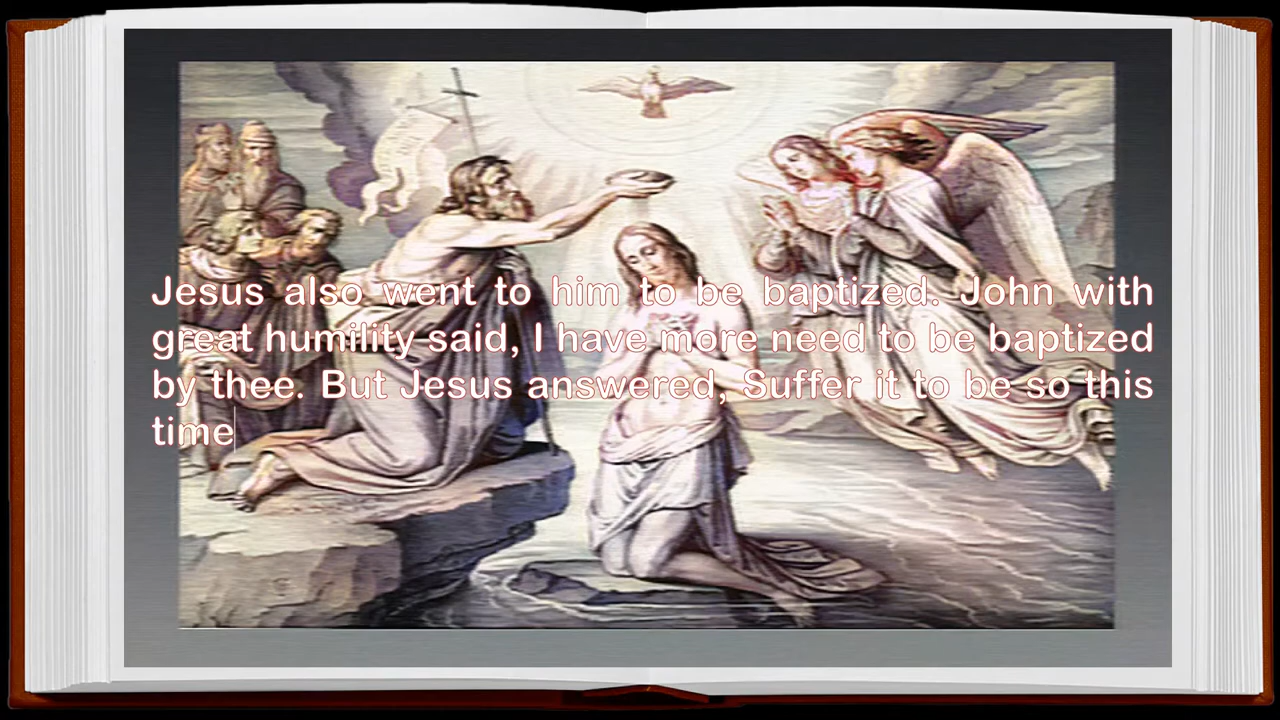 Jesus also went to him to be baptized. John with
great humility said, I have more need to be baptized
by thee. But Jesus answered, Suffer it to be so this
time